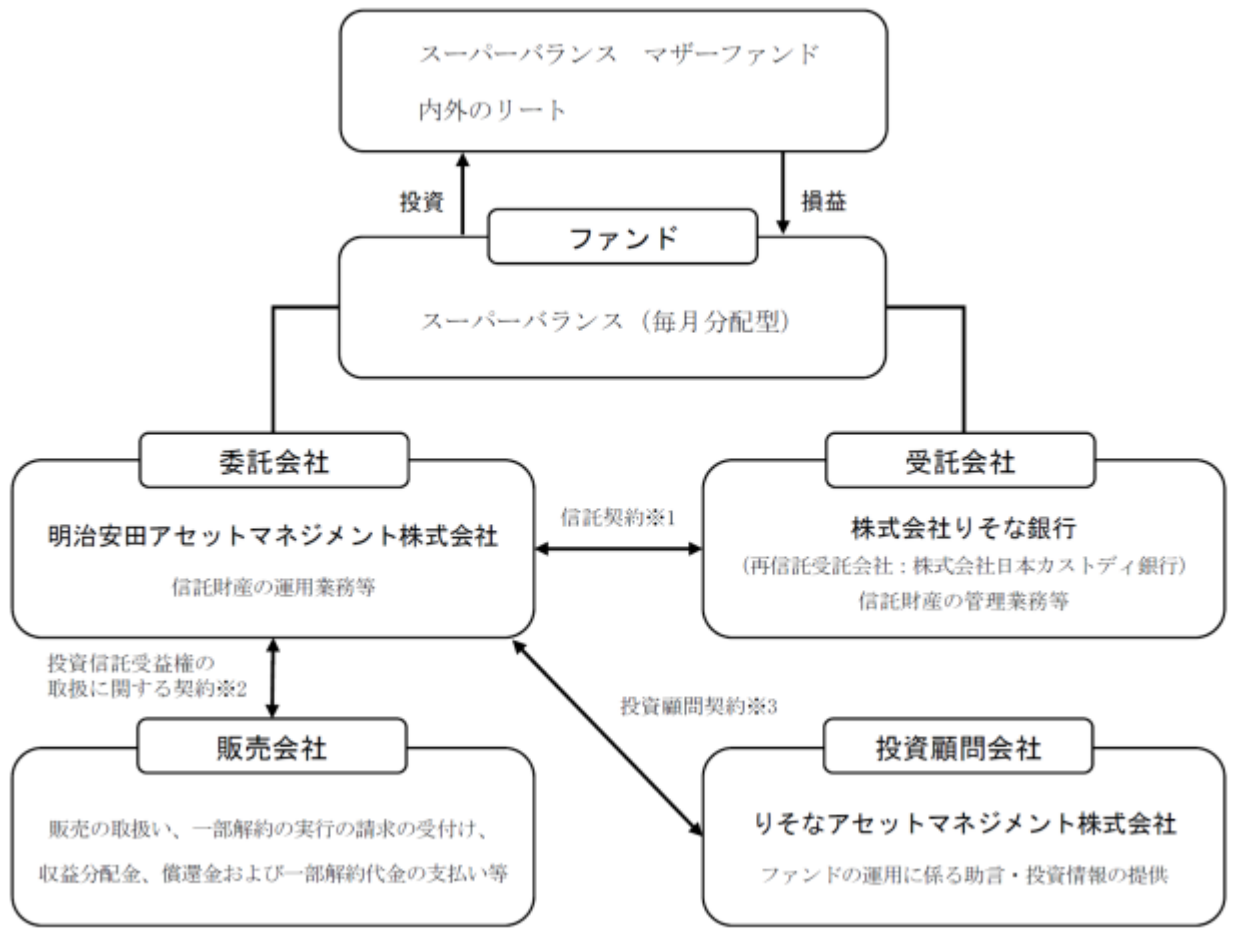 スーパーバランス　マザーファンド
内外のリート
投資
損益
ファンド
スーパーバランス（毎月分配型）
委託会社
明治安田アセットマネジメント株式会社
信託財産の運用業務等
信託契約※1
受託会社
株式会社りそな銀行
（再信託受託会社：株式会社日本カストディ銀行）
信託財産の管理業務等
投資信託受益権の
取扱に関する契約※2
投資顧問契約※3
販売会社
販売の取扱い、一部解約の実行の請求の受付け、
収益分配金、償還金および一部解約代金の支払い等
投資顧問会社
りそなアセットマネジメント株式会社
ファンドの運用に係る助言・投資情報の提供